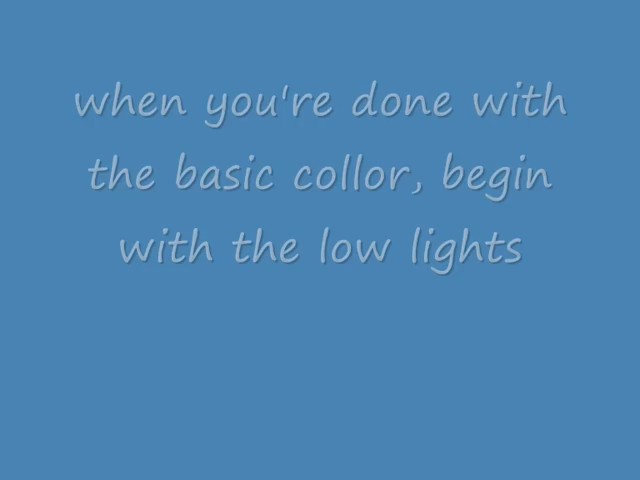 when you're done with
the basic collor, begin
with the low lights